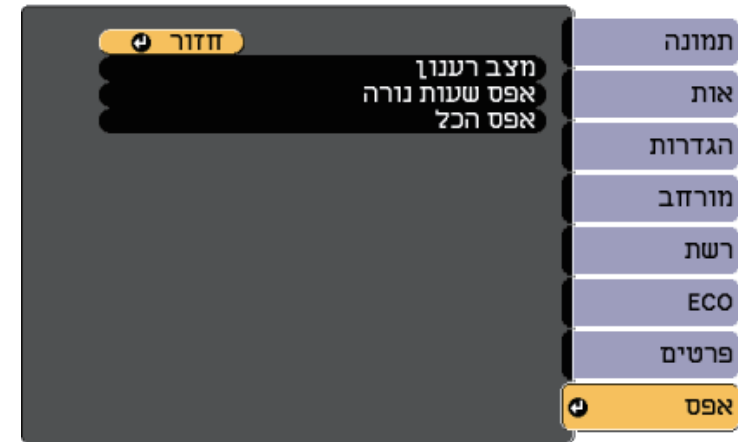 תמונה
אות
הגדרות
מורחב
רשת
ECO
פרטים
אפס
חזור
מצב רענון
אפס שעות נורה
אפס הכל